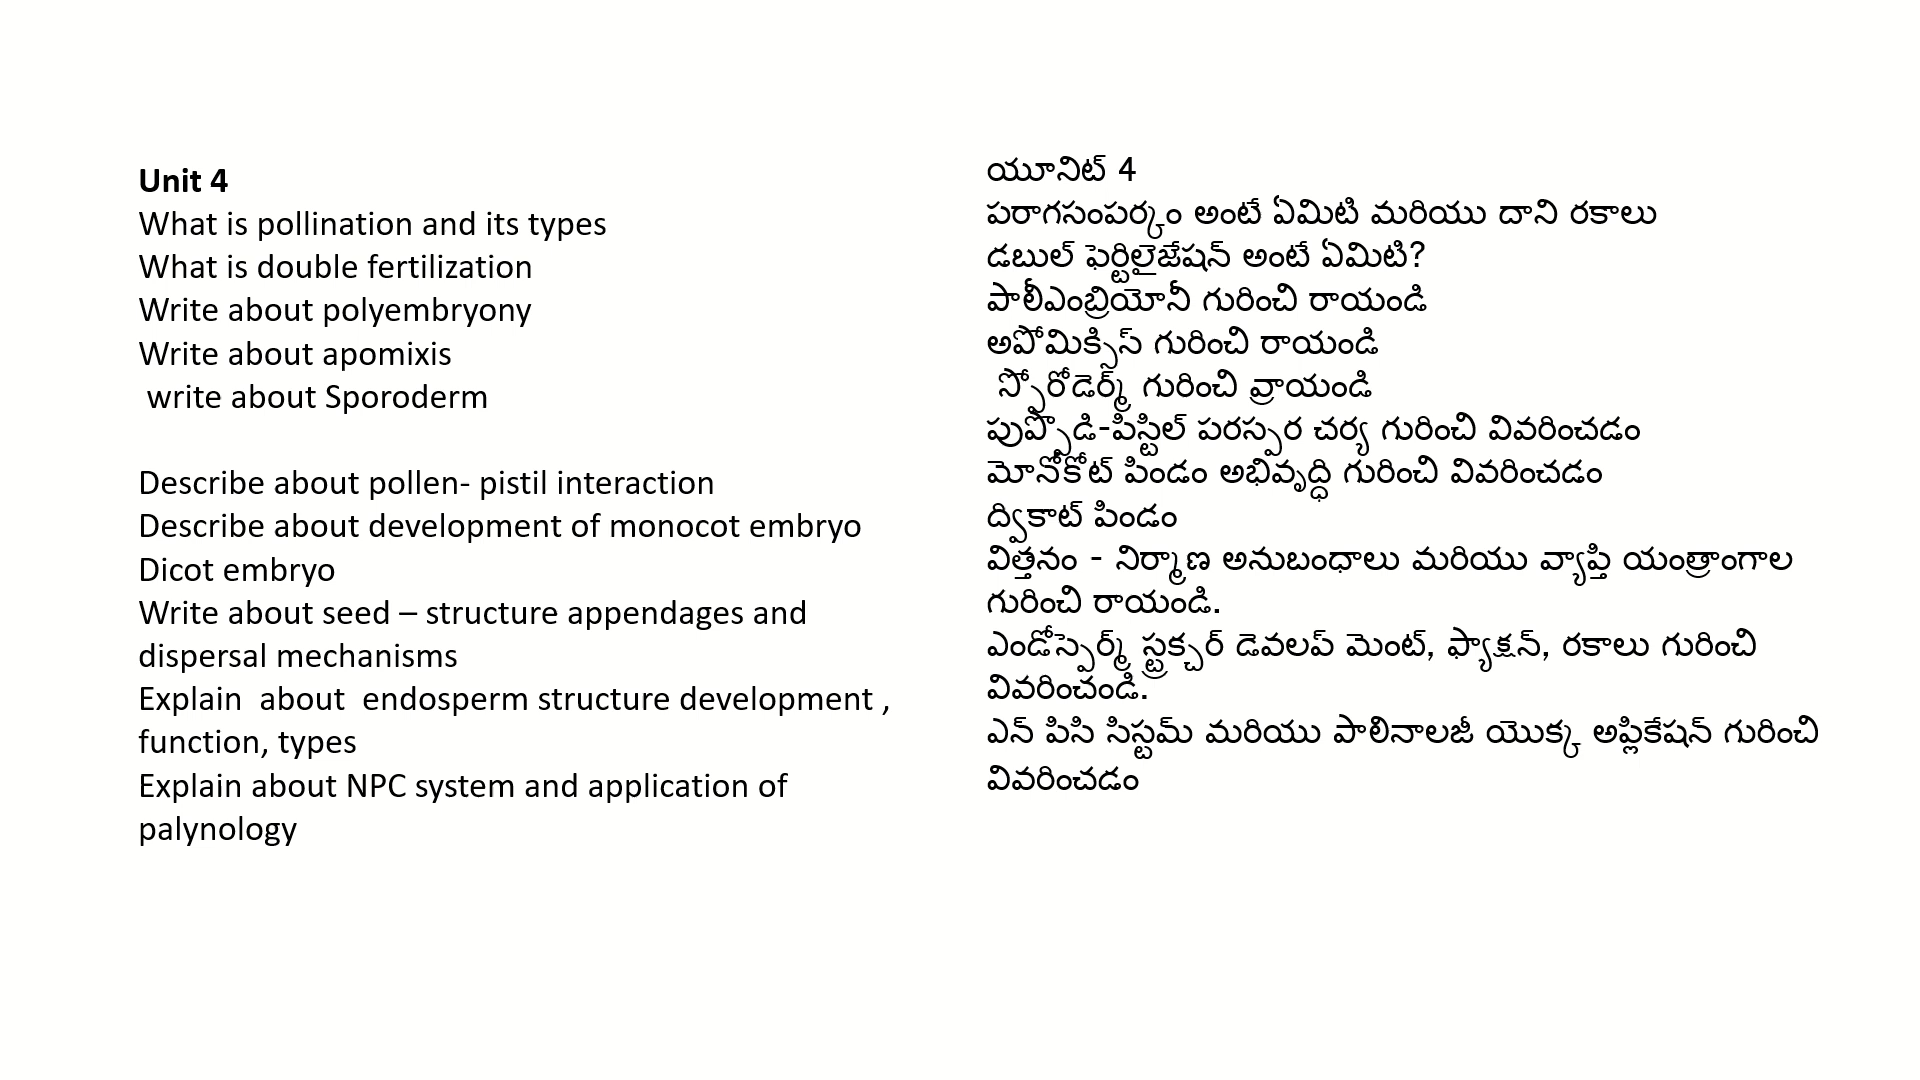 Unit 4
What is pollination and its types
What is double fertilization
Write about polyembryony
Write about apomixis
write about Sporoderm
Describe about pollen- pistil interaction
Describe about development of monocot embryo
Dicot embryo
Write about seed – structure appendages and
dispersal mechanisms
Explain  about  endosperm structure development ,
function, types
Explain about NPC system and application of
palynology
యూనిట్ 4
పరాగసంపర్కం అంటే ఏమిటి మరియు దాని రకాలు
డబుల్ ఫెర్టిలైజేషన్ అంటే ఏమిటి?
పాలీఎంబ్రియోనీ గురించి రాయండి
అపోమిక్సిస్ గురించి రాయండి
స్పోరోడెర్మ్ గురించి వ్రాయండి
పుప్పొడి-పిస్టిల్ పరస్పర చర్య గురించి వివరించడం
మోనోకోట్ పిండం అభివృద్ధి గురించి వివరించడం
ద్వికాట్ పిండం
విత్తనం - నిర్మాణ అనుబంధాలు మరియు వ్యాప్తి యంత్రాంగాల
గురించి రాయండి.
ఎండోస్పెర్మ్ స్ట్రక్చర్ డెవలప్ మెంట్, ఫ్యాక్షన్, రకాలు గురించి
వివరించండి.
ఎన్ పిసి సిస్టమ్ మరియు పాలినాలజీ యొక్క అప్లికేషన్ గురించి
వివరించడం